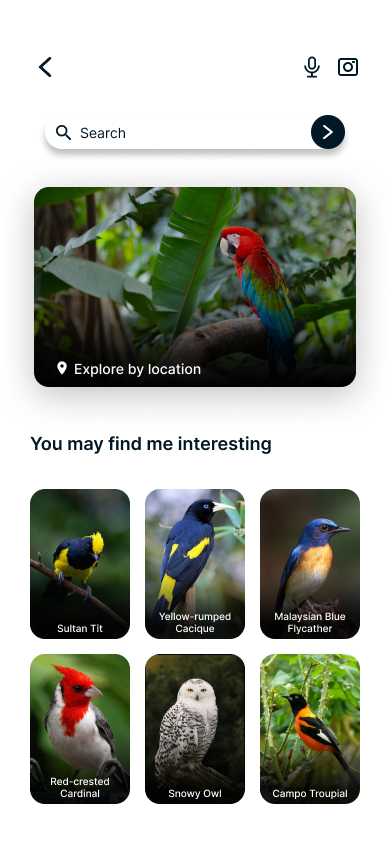 Search
Explore by location
You may find me interesting
Sultan Tit
Yellow-rumped
Cacique
Malaysian Blue
Flycather
Red-crested
Cardinal
Snowy Owl
Campo Troupial